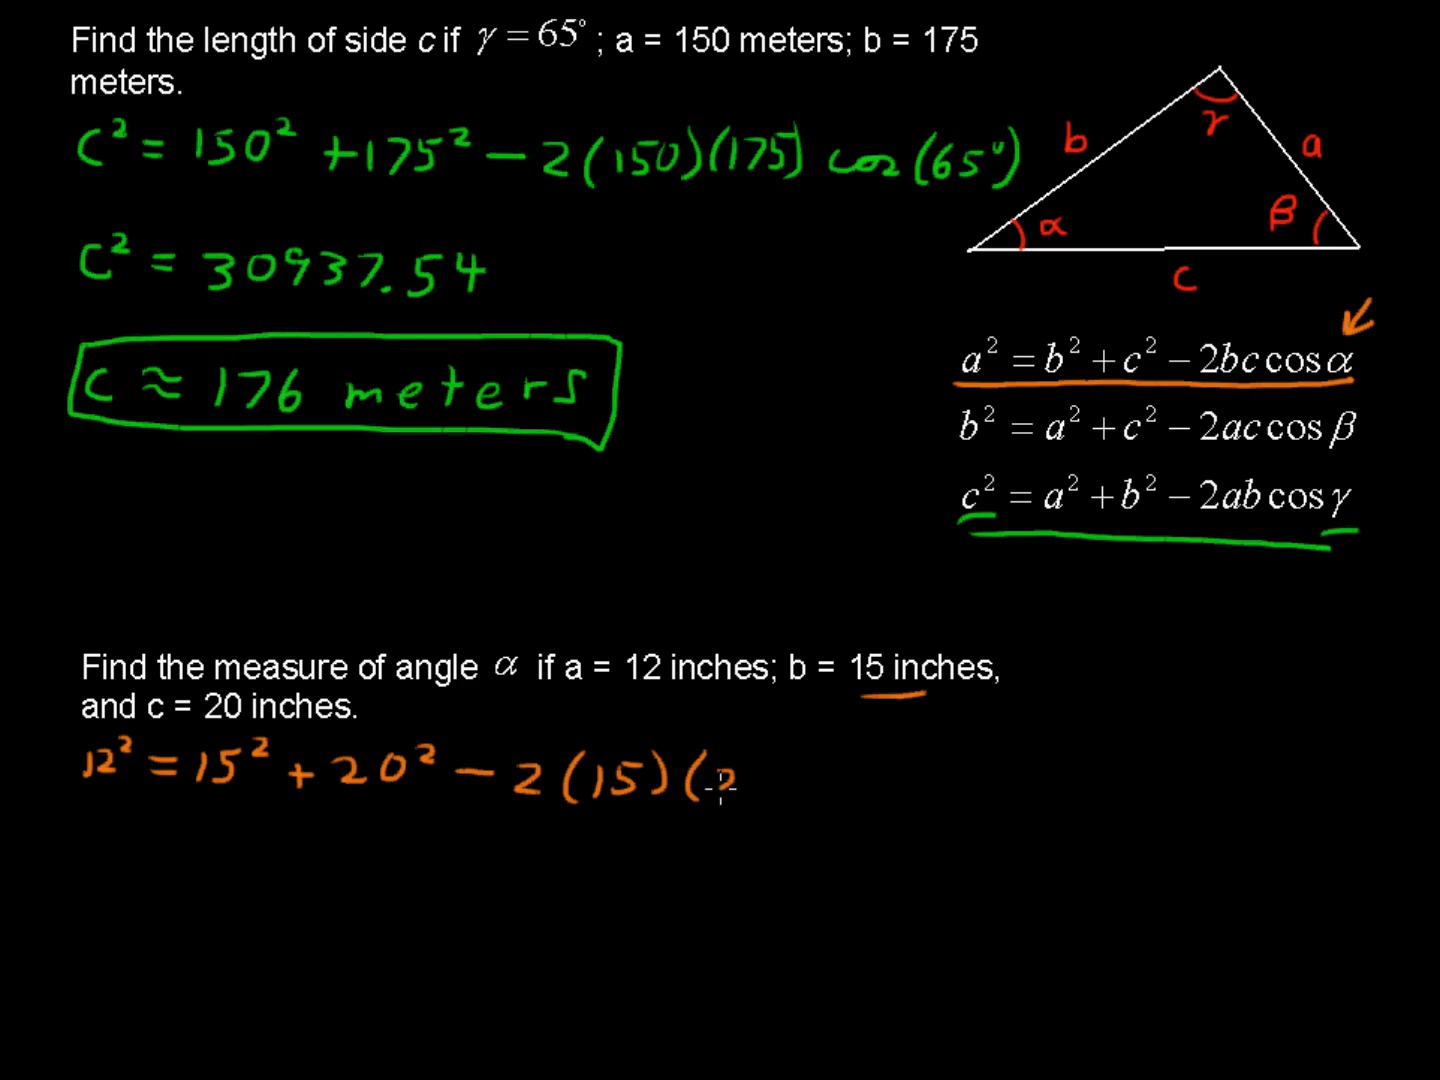 Find the length of side c if γ = 65° ; a = 150 meters; b = 175
meters.
c² = 150² + 175² − 2(150)(175) cos(65°)
c² = 30937.54
c ≈ 176 meters
b
γ
a
α
β
c
a² = b² + c² − 2bc cos α
b² = a² + c² − 2ac cos β
c² = a² + b² − 2ab cos γ
Find the measure of angle α if a = 12 inches; b = 15 inches,
and c = 20 inches.
12² = 15² + 20² − 2(15)(2